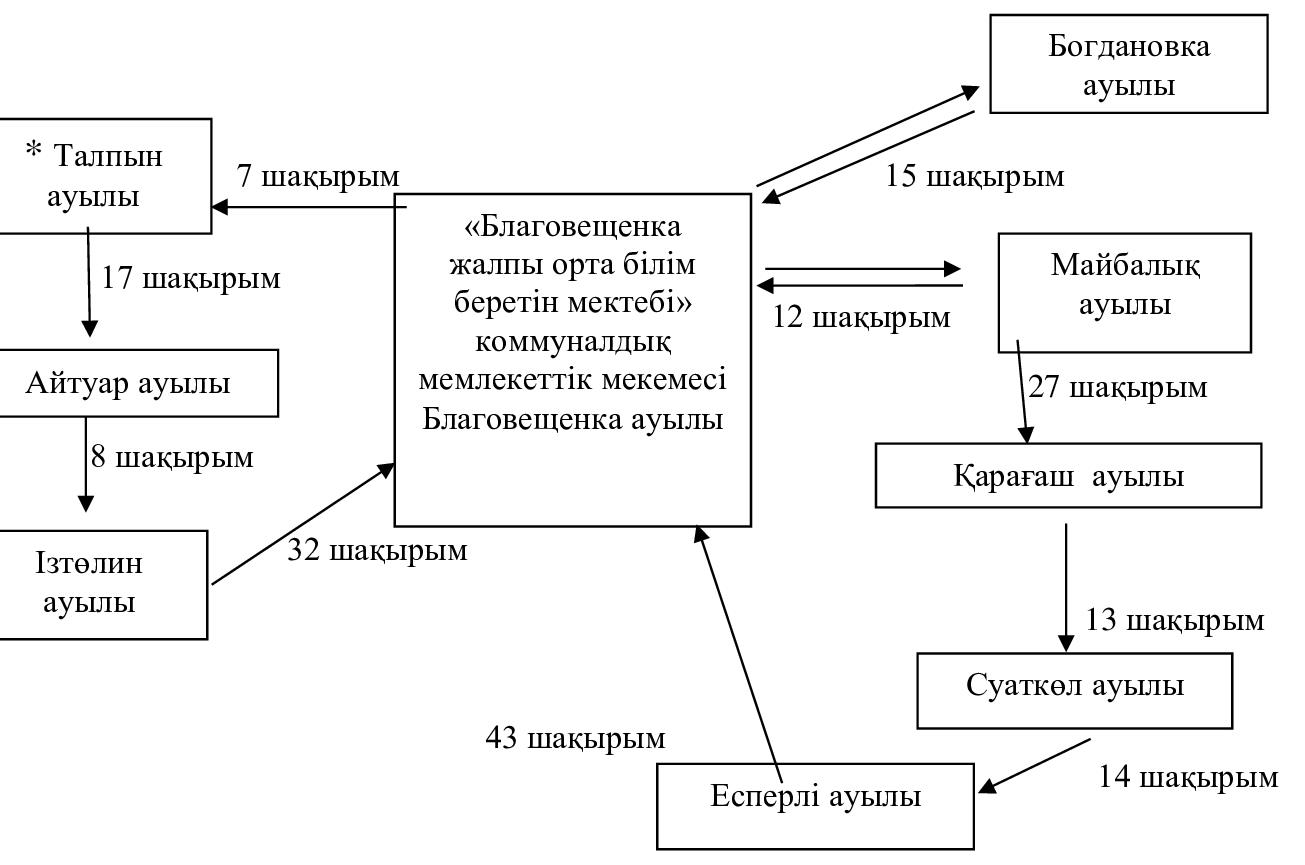 Богдановка
ауылы
* Талпын
ауылы
7 шақырым
15 шақырым
«Благовещенка
жалпы орта білім
беретін мектебі»
коммуналдық
мемлекеттік мекемесі
Благовещенка ауылы
Майбалық
ауылы
17 шақырым
12 шақырым
Айтуар ауылы
27 шақырым
8 шақырым
Қарағаш ауылы
Ізтөлин
ауылы
32 шақырым
13 шақырым
Суаткөл ауылы
43 шақырым
14 шақырым
Есперлі ауылы